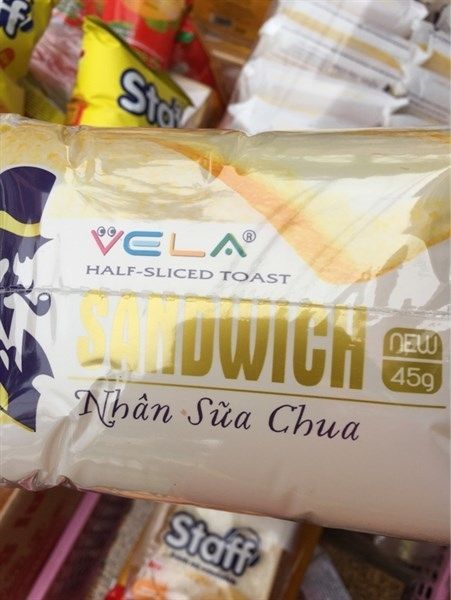 Staff
VELA®
HALF-SLICED TOAST
SANDWICH
NEW
45g
Nhân Sữa Chua
Staff